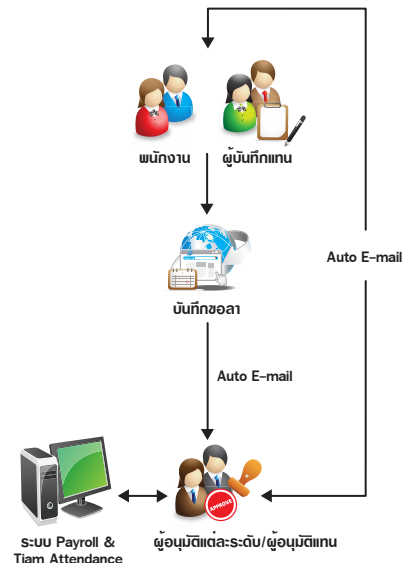 พนักงาน
ผู้บันทึกแทน
Auto E-mail
บันทึกขอลา
Auto E-mail
APPROVE
ระบบ Payroll &
Tiam Attendance
ผู้อนุมัติแต่ละระดับ/ผู้อนุมัติแทน